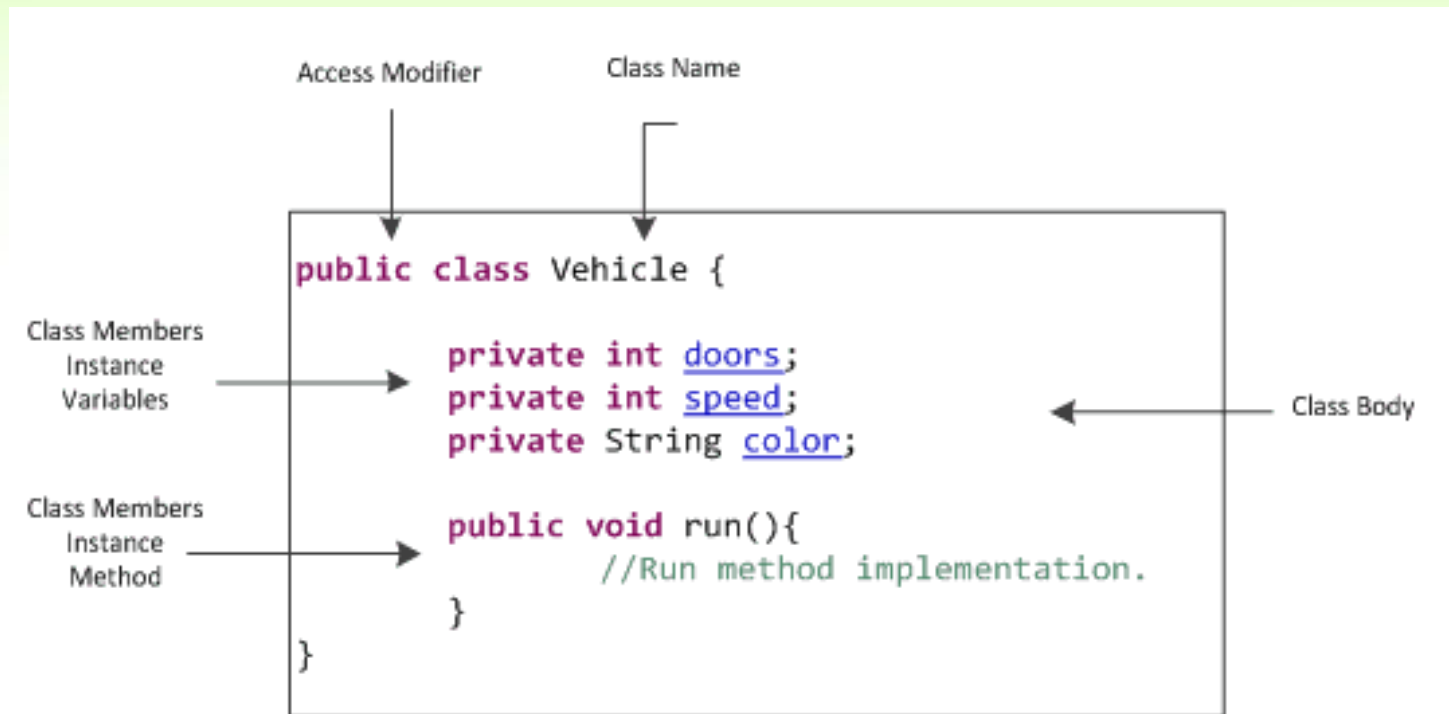 Access Modifier
Class Name
public class Vehicle {
Class Members
Instance
Variables
private int doors;
private int speed;
private String color;
Class Body
Class Members
Instance
Method
public void run(){
//Run method implementation.
}
}